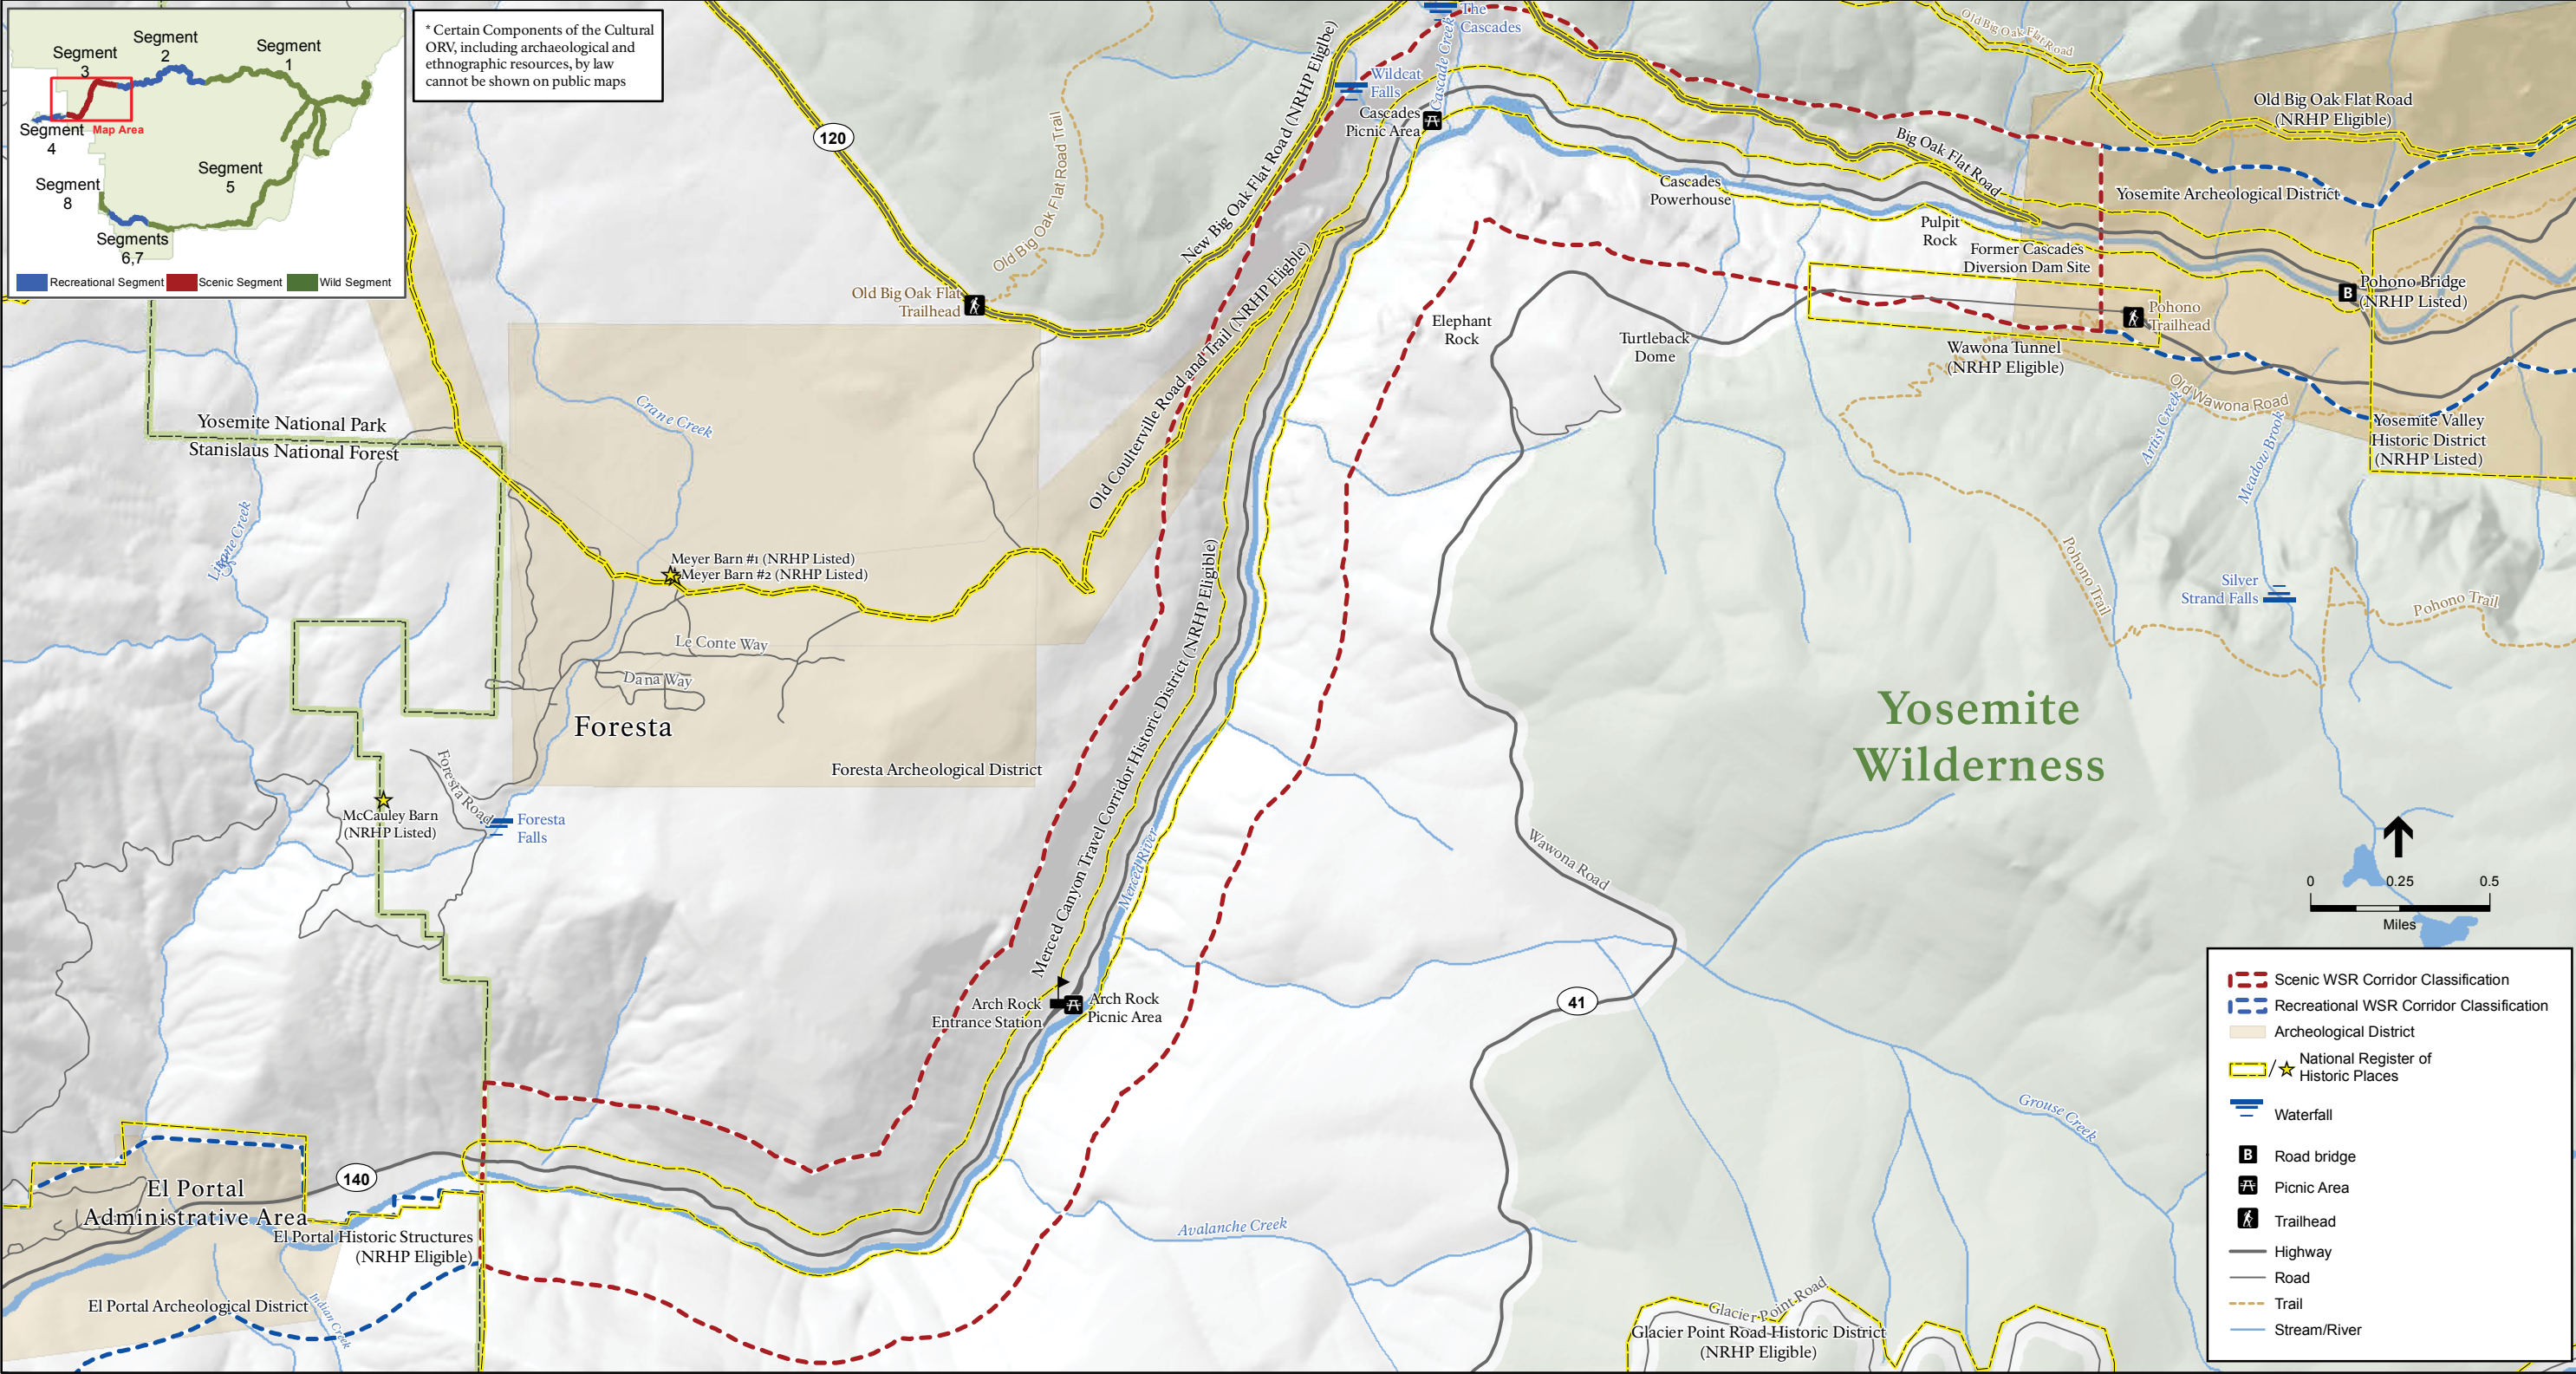 Segment
3
Segment
2
Segment
1
Segment
4
Map Area
Segment
5
Segment
8
Segments
6,7
Recreational Segment
Scenic Segment
Wild Segment
* Certain Components of the Cultural
ORV, including archaeological and
ethnographic resources, by law
cannot be shown on public maps
120
Old Big Oak Flat Road Trail
New Big Oak Flat Road (NRHP Eligible)
The
Cascades
Cascade Creek
Wildcat
Falls
Cascades
Picnic Area
Old Big Oak Flat Road
Old Big Oak Flat Road
(NRHP Eligible)
Big Oak Flat Road
Cascades
Powerhouse
Yosemite Archeological District
Pulpit
Rock
Former Cascades
Diversion Dam Site
B
Pohono Bridge
(NRHP Listed)
Old Big Oak Flat
Trailhead
Pohono
Trailhead
Elephant
Rock
Turtleback
Dome
Wawona Tunnel
(NRHP Eligible)
Old Wawona Road
Artist Creek
Meadow Brook
Yosemite Valley
Historic District
(NRHP Listed)
Old Coulterville Road and Trail (NRHP Eligible)
Crane Creek
Yosemite National Park
Stanislaus National Forest
Meyer Barn #1 (NRHP Listed)
Meyer Barn #2 (NRHP Listed)
Le Conte Way
Dana Way
Foresta
Foresta Archeological District
Merced Canyon Travel Corridor Historic District (NRHP Eligible)
Pohono Trail
Silver
Strand Falls
Pohono Trail
Yosemite
Wilderness
Foresta Road
McCauley Barn
(NRHP Listed)
Foresta
Falls
Merced River
Wawona Road
Arch Rock
Entrance Station
Arch Rock
Picnic Area
41
Grouse Creek
140
El Portal
Administrative Area
El Portal Historic Structures
(NRHP Eligible)
El Portal Archeological District
Indian Creek
Avalanche Creek
Glacier Point Road
Glacier Point Road Historic District
(NRHP Eligible)
0 0.25 0.5
Miles
Scenic WSR Corridor Classification
Recreational WSR Corridor Classification
Archeological District
/
National Register of
Historic Places
Waterfall
B
Road bridge
Picnic Area
Trailhead
Highway
Road
Trail
Stream/River